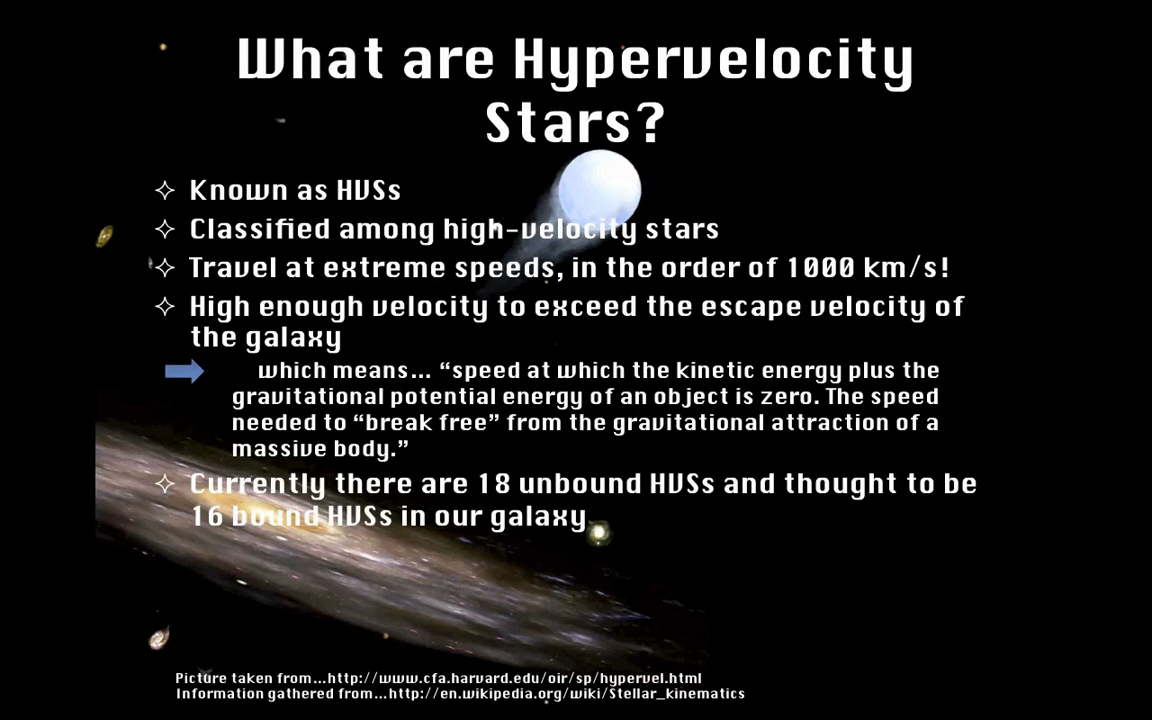 What are Hypervelocity
Stars?
Known as HVSs
Classified among high-velocity stars
Travel at extreme speeds, in the order of 1000 km/s!
High enough velocity to exceed the escape velocity of
the galaxy
which means... “speed at which the kinetic energy plus the
gravitational potential energy of an object is zero. The speed
needed to “break free” from the gravitational attraction of a
massive body.”
Currently there are 18 unbound HVSs and thought to be
16 bound HVSs in our galaxy
Picture taken from...http://www.cfa.harvard.edu/oir/sp/hypervel.html
Information gathered from...http://en.wikipedia.org/wiki/Stellar_kinematics